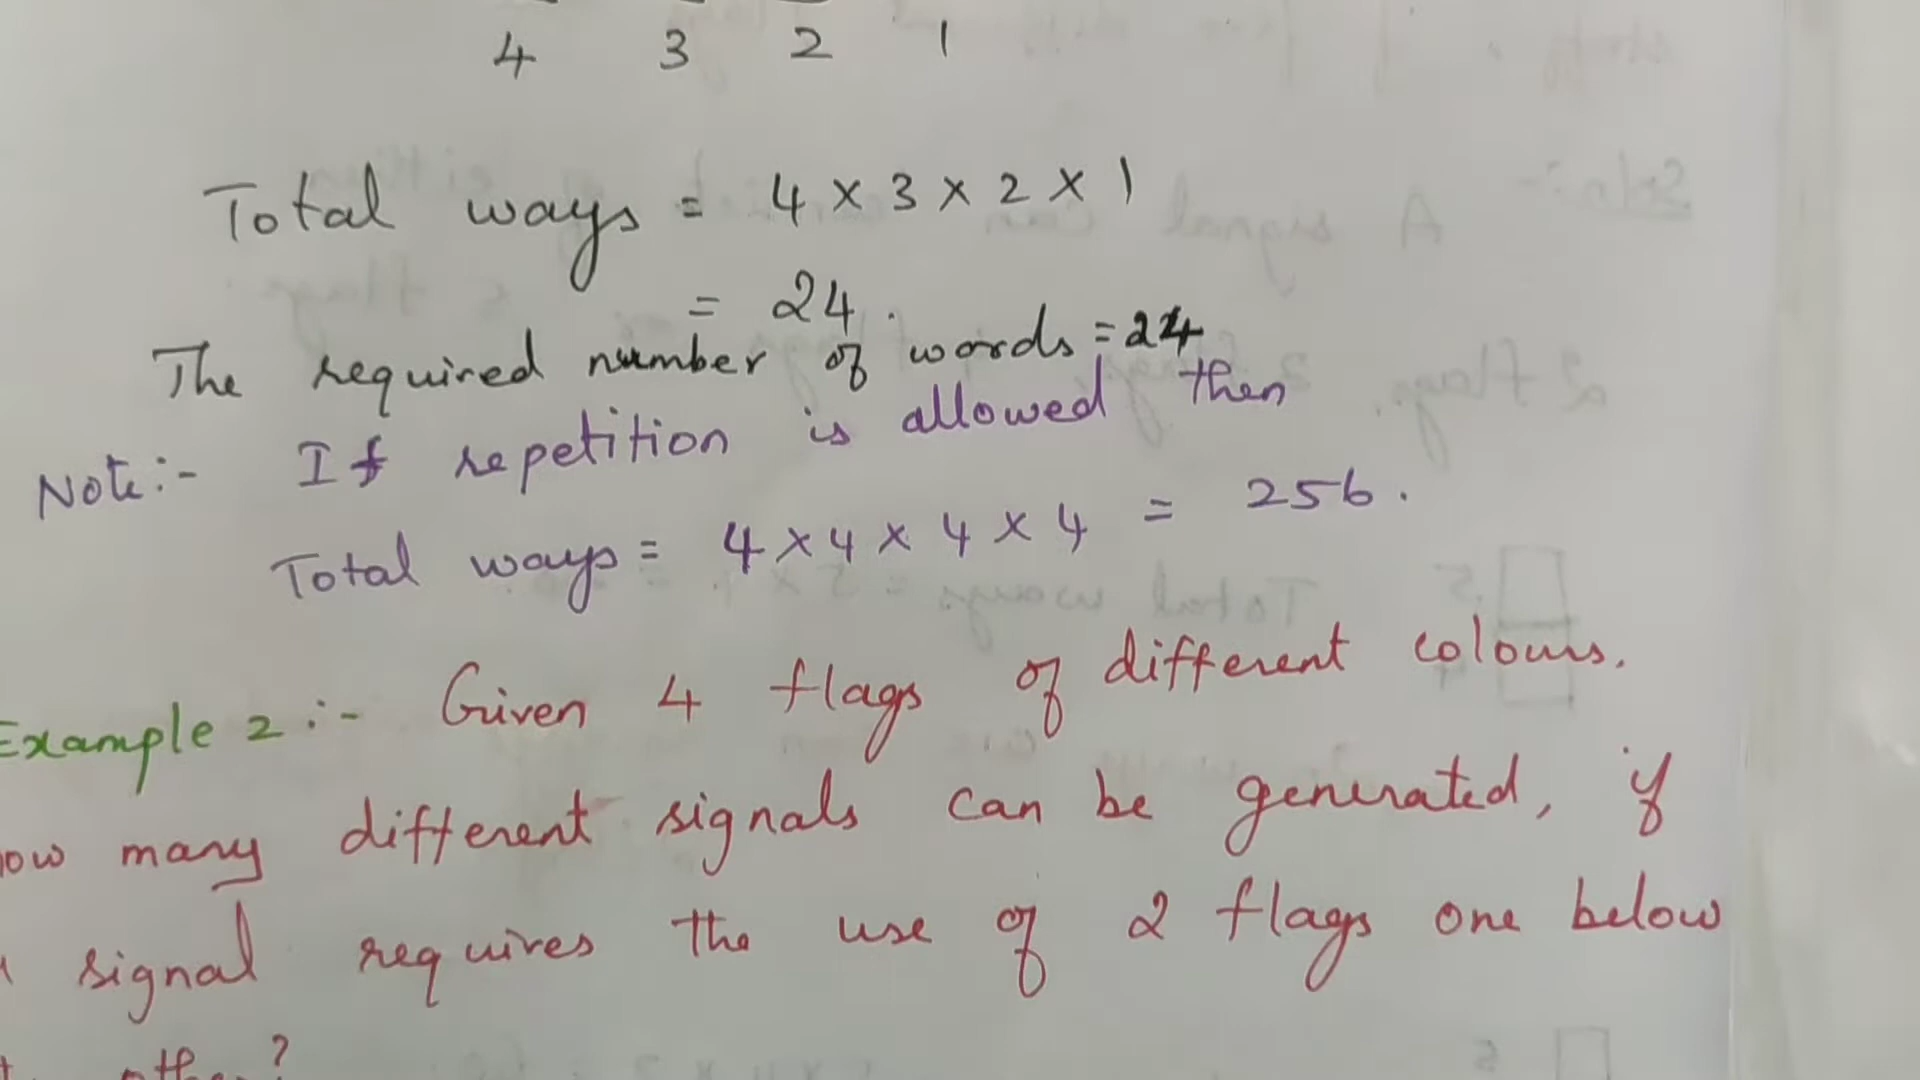 4 3 2 1
Total ways = 4 × 3 × 2 × 1
= 24.
The required number of words = 24
Note:- If repetition is allowed then
Total ways = 4 × 4 × 4 × 4 = 256.
Example 2:- Given 4 flags of different colours.
how many different signals can be generated, if
signal requires the use of 2 flags one below
other?